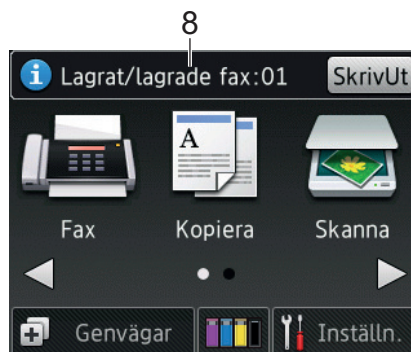 8
Lagrat/lagrade fax:01 SkrivUt
A
Fax Kopiera Skanna
Genvägar Inställn.